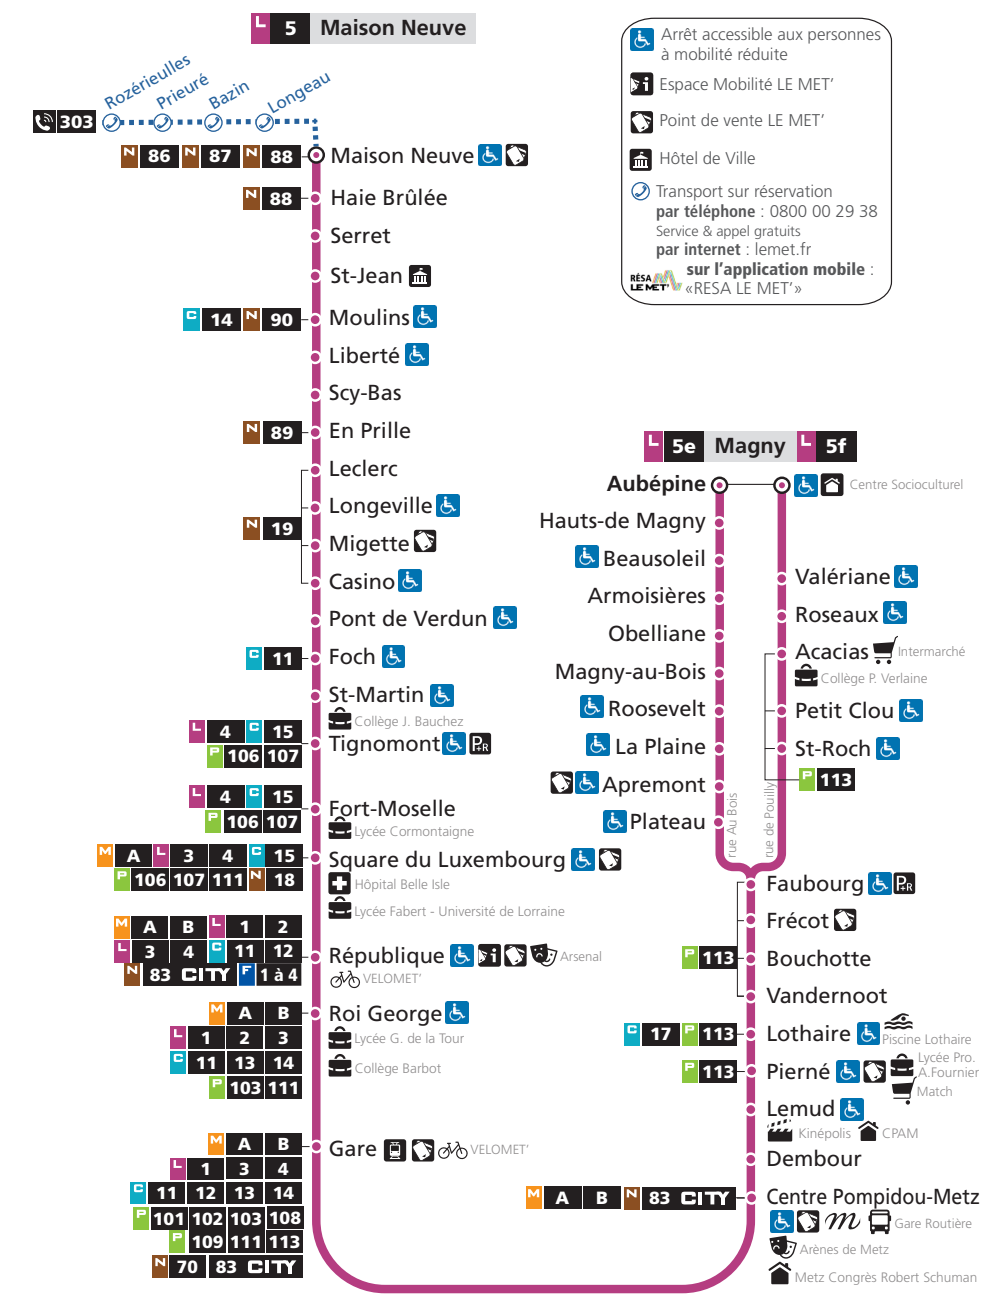 L 5 Maison Neuve
Rozérieulles
Prieuré
Bazin
Longeau
303
N 86 N 87 N 88 Maison Neuve
N 88 Haie Brûlée
Serret
St-Jean
C 14 N 90 Moulins
Liberté
Scy-Bas
N 89 En Prille
Leclerc
Longeville
N 19
Migette
Casino
Pont de Verdun
C 11 Foch
St-Martin
Collège J. Bauchez
L 4 C 15
Tignomont P+R
P 106 107
L 4 C 15
Fort-Moselle
P 106 107
Lycée Cormontaigne
M A L 3 4 C 15
Square du Luxembourg
P 106 107 111 N 18
Hôpital Belle Isle
Lycée Fabert - Université de Lorraine
M A B L 1 2
L 3 4 C 11 12
République Arsenal
N 83 CITY F 1 à 4
VELOMET’
M A B
Roi George
L 1 2 3
Lycée G. de la Tour
C 11 13 14
Collège Barbot
P 103 111
M A B
Gare VELOMET’
L 1 3 4
C 11 12 13 14
P 101 102 103 108
P 109 111 113
N 70 83 CITY
Arrêt accessible aux personnes
à mobilité réduite
i Espace Mobilité LE MET’
Point de vente LE MET’
Hôtel de Ville
Transport sur réservation
par téléphone : 0800 00 29 38
Service & appel gratuits
par internet : lemet.fr
RÉSA
LE MET’
sur l’application mobile :
«RESA LE MET’»
L 5e Magny L 5f
Aubépine
Centre Socioculturel
Hauts-de Magny
Beausoleil
Armoisières
Obelliane
Magny-au-Bois
Roosevelt
La Plaine
Apremont
Plateau
rue Au Bois
rue de Pouilly
Valériane
Roseaux
Acacias Intermarché
Collège P. Verlaine
Petit Clou
St-Roch
P 113
Faubourg P+R
Frécot
P 113 Bouchotte
Vandernoot
C 17 P 113 Lothaire
Piscine Lothaire
P 113 Pierné
Lycée Pro.
A.Fournier
Match
Lemud
Kinépolis CPAM
Dembour
M A B N 83 CITY Centre Pompidou-Metz
m Gare Routière
Arènes de Metz
Metz Congrès Robert Schuman